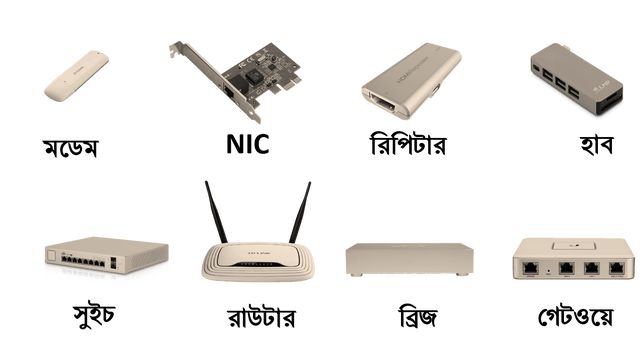 মডেম
NIC
রিপিটার
হাব
সুইচ
রাউটার
ব্রিজ
গেটওয়ে